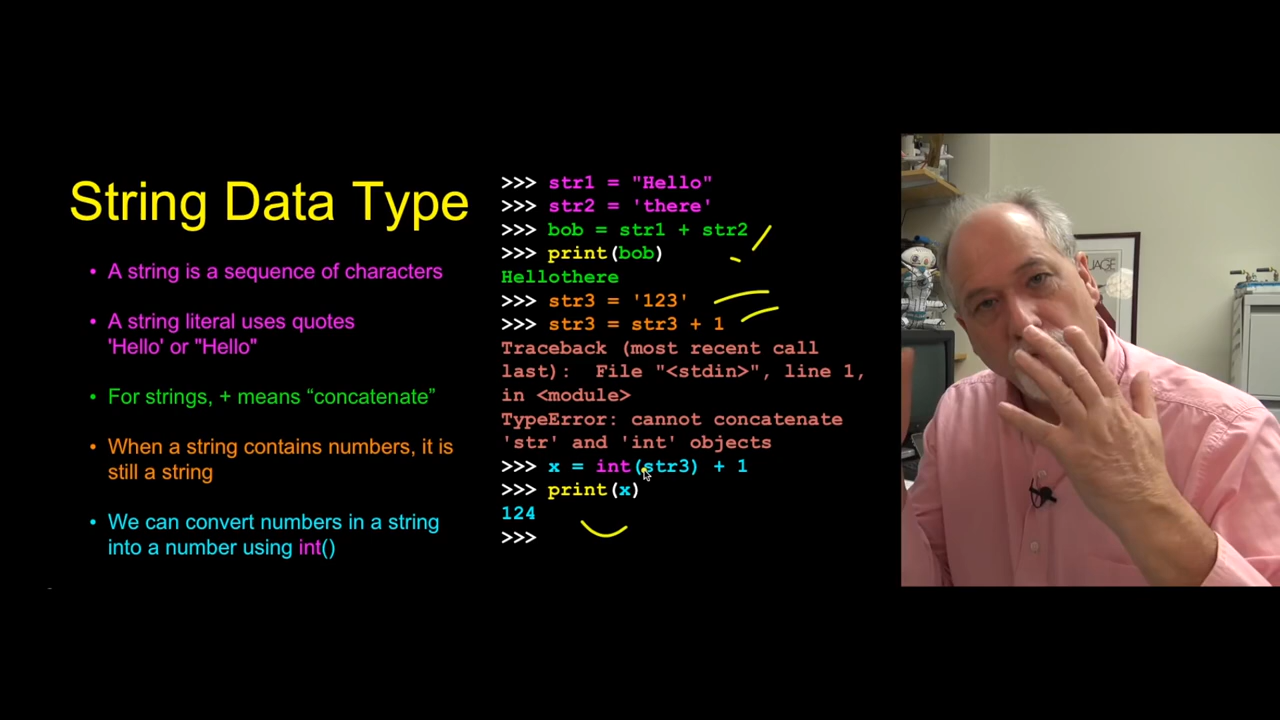 String Data Type
• A string is a sequence of characters
• A string literal uses quotes
'Hello' or "Hello"
• For strings, + means “concatenate”
• When a string contains numbers, it is
still a string
• We can convert numbers in a string
into a number using int()
>>> str1 = "Hello"
>>> str2 = 'there'
>>> bob = str1 + str2
>>> print(bob)
Hellothere
>>> str3 = '123'
>>> str3 = str3 + 1
Traceback (most recent call
last):  File "<stdin>", line 1,
in <module>
TypeError: cannot concatenate
'str' and 'int' objects
>>> x = int(str3) + 1
>>> print(x)
124
>>>